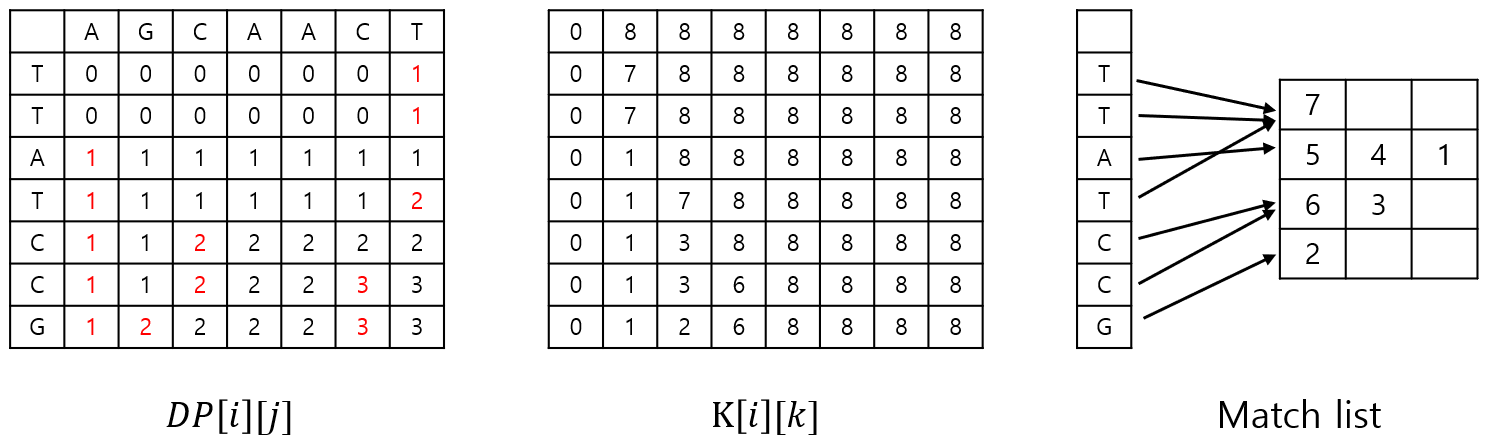 A G C A A C T
T 0 0 0 0 0 0 1
T 0 0 0 0 0 0 1
A 1 1 1 1 1 1 1
T 1 1 1 1 1 1 2
C 1 1 2 2 2 2 2
C 1 1 2 2 2 3 3
G 1 2 2 2 2 3 3
DP[i][j]
0 8 8 8 8 8 8 8
0 7 8 8 8 8 8 8
0 7 8 8 8 8 8 8
0 1 8 8 8 8 8 8
0 1 7 8 8 8 8 8
0 1 3 8 8 8 8 8
0 1 3 6 8 8 8 8
0 1 2 6 8 8 8 8
K[i][k]
T
T
A
T
C
C
G
7
5 4 1
6 3
2
Match list